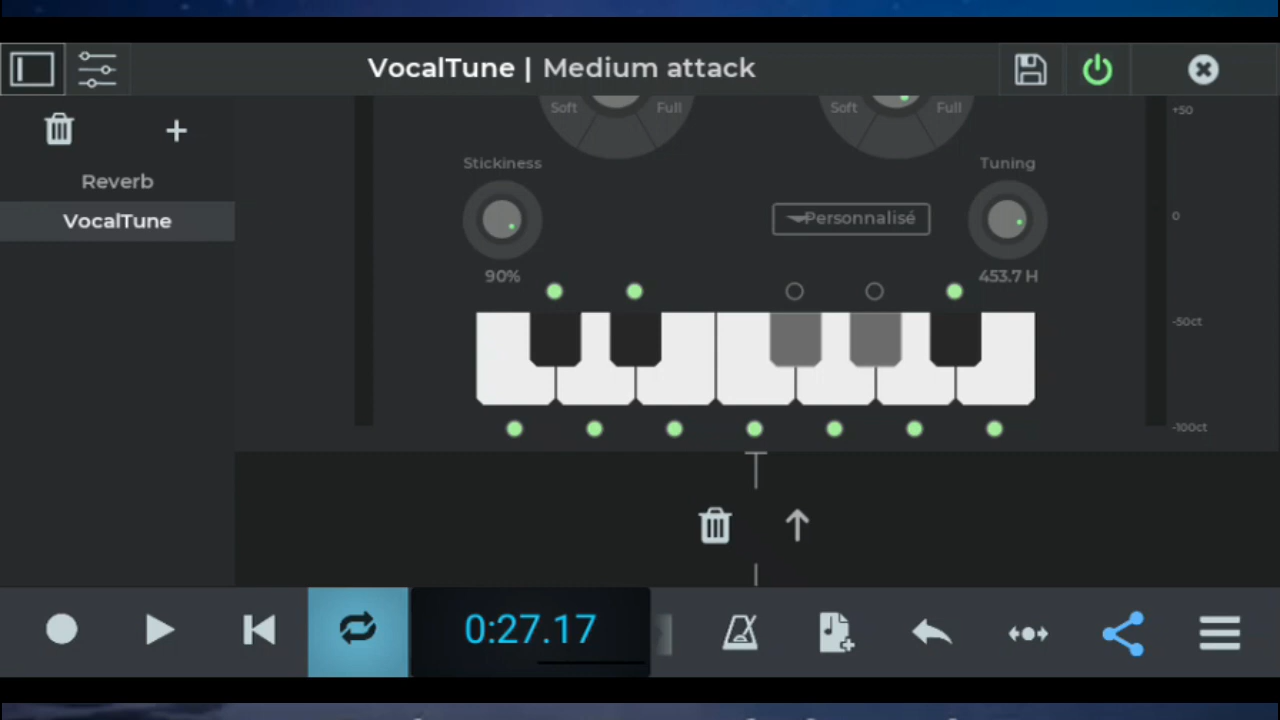 VocalTune | Medium attack
Soft Full Soft Full
+50
Stickiness Tuning
Reverb
VocalTune
Personnalisé
0
90% 453.7 H
-50ct
-100ct
0:27.17